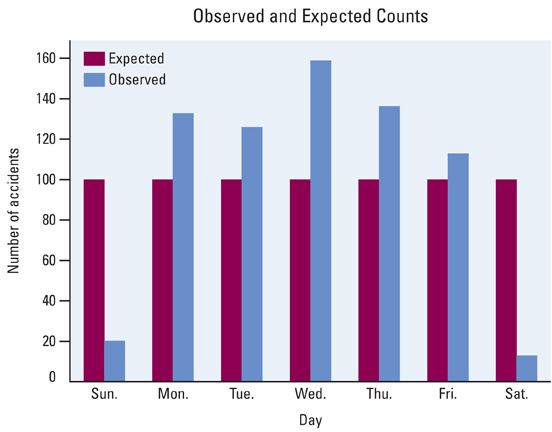 Observed and Expected Counts
Expected
Observed
Number of accidents
160
140
120
100
80
60
40
20
0
Sun. Mon. Tue. Wed. Thu. Fri. Sat.
Day